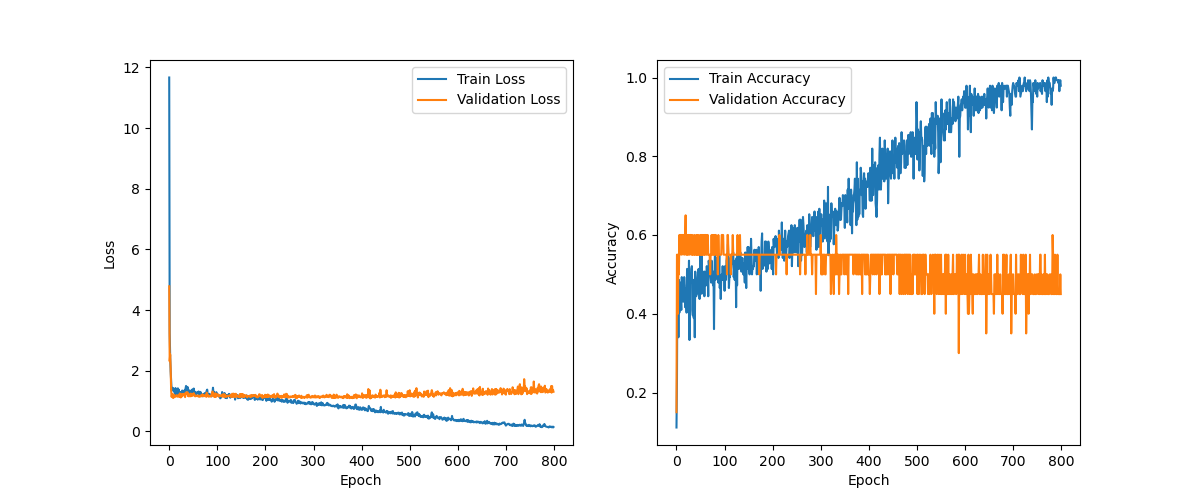 12
10
8
6
4
2
0
Loss
0 100 200 300 400 500 600 700 800
Epoch
Train Loss
Validation Loss
1.0
0.8
0.6
0.4
0.2
Accuracy
0 100 200 300 400 500 600 700 800
Epoch
Train Accuracy
Validation Accuracy